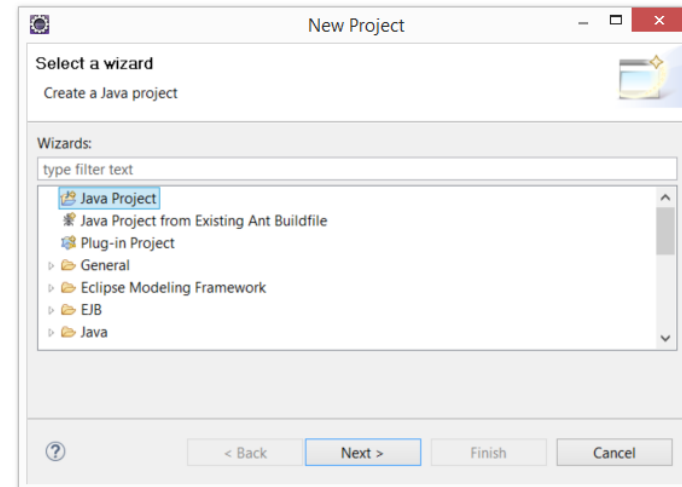 New Project
Select a wizard
Create a Java project
Wizards:
type filter text
Java Project
Java Project from Existing Ant Buildfile
Plug-in Project
General
Eclipse Modeling Framework
EJB
Java
? < Back Next > Finish Cancel